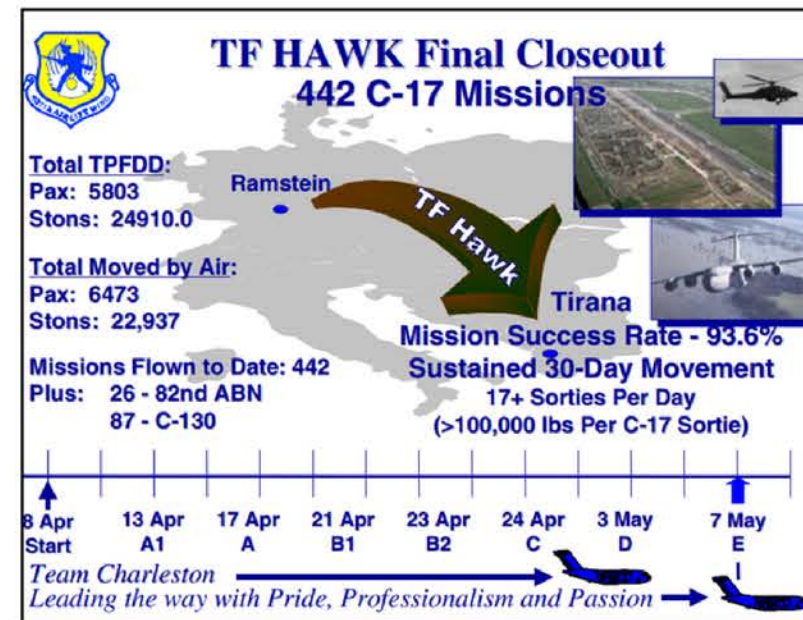 TF HAWK Final Closeout
442 C-17 Missions
Total TPFDD:
Pax: 5803
Stons: 24910.0
Ramstein
TF Hawk
Total Moved by Air:
Pax: 6473
Stons: 22,937
Tirana
Mission Success Rate - 93.6%
Sustained 30-Day Movement
17+ Sorties Per Day
(>100,000 lbs Per C-17 Sortie)
Missions Flown to Date: 442
Plus: 26 - 82nd ABN
87 - C-130
8 Apr 13 Apr 17 Apr 21 Apr 23 Apr 24 Apr 3 May 7 May
Start A1 A B1 B2 C D E
Team Charleston
Leading the way with Pride, Professionalism and Passion